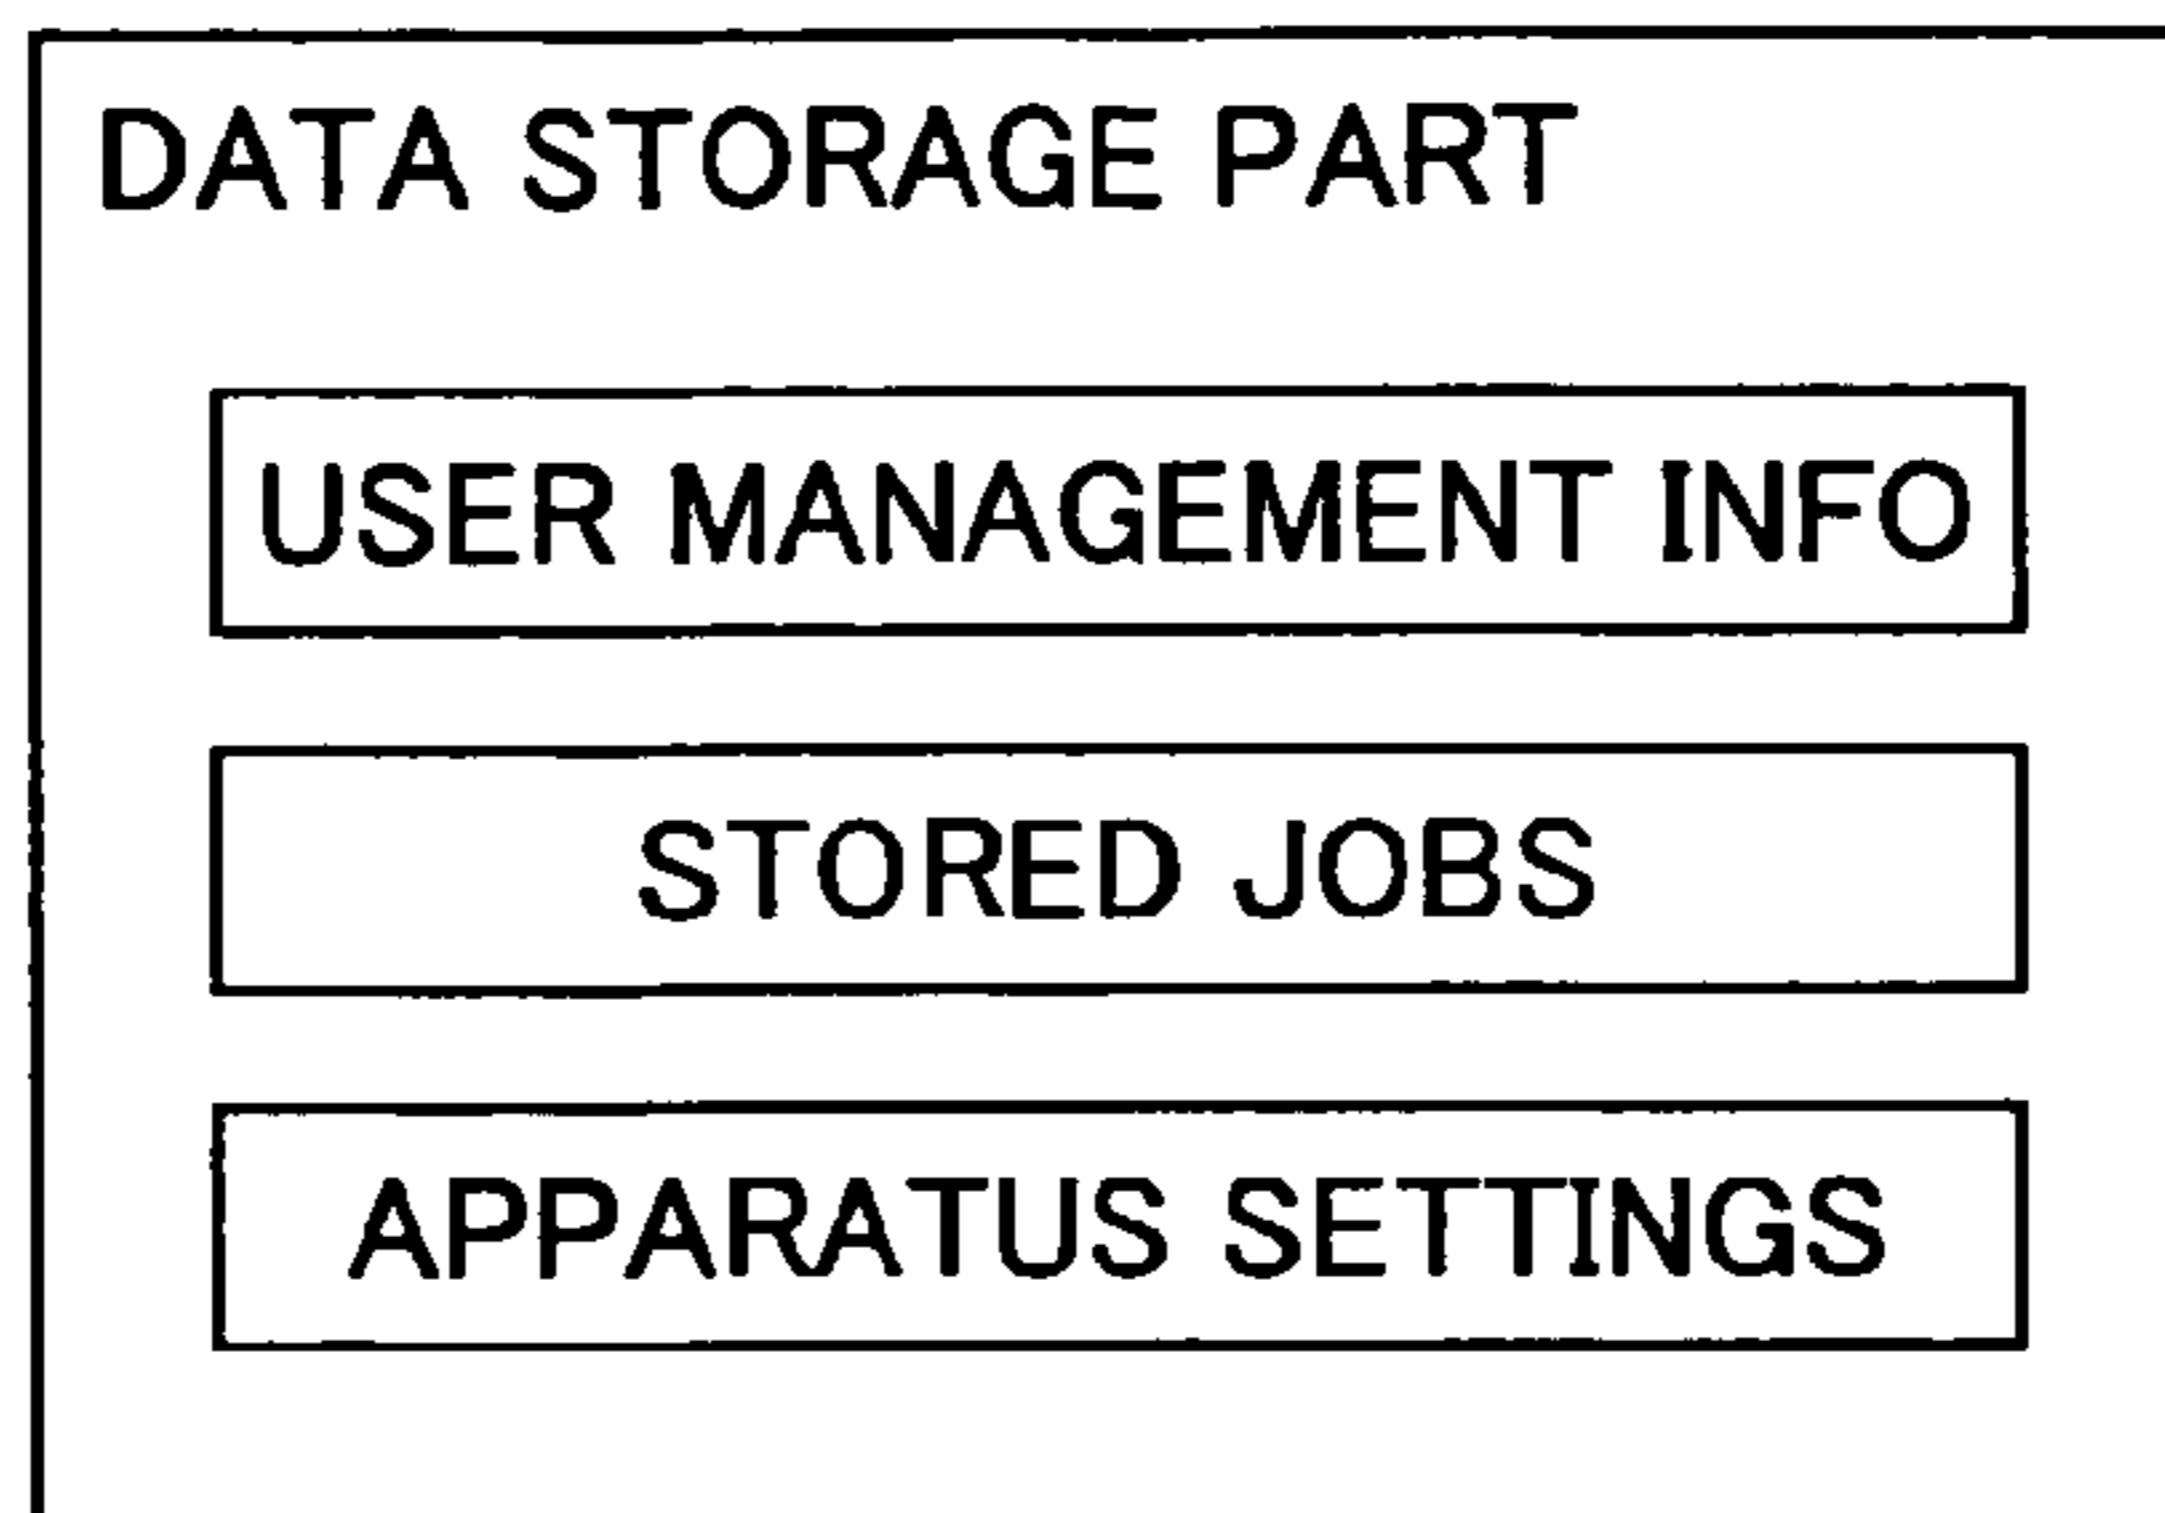 DATA STORAGE PART
USER MANAGEMENT INFO
STORED JOBS
APPARATUS SETTINGS